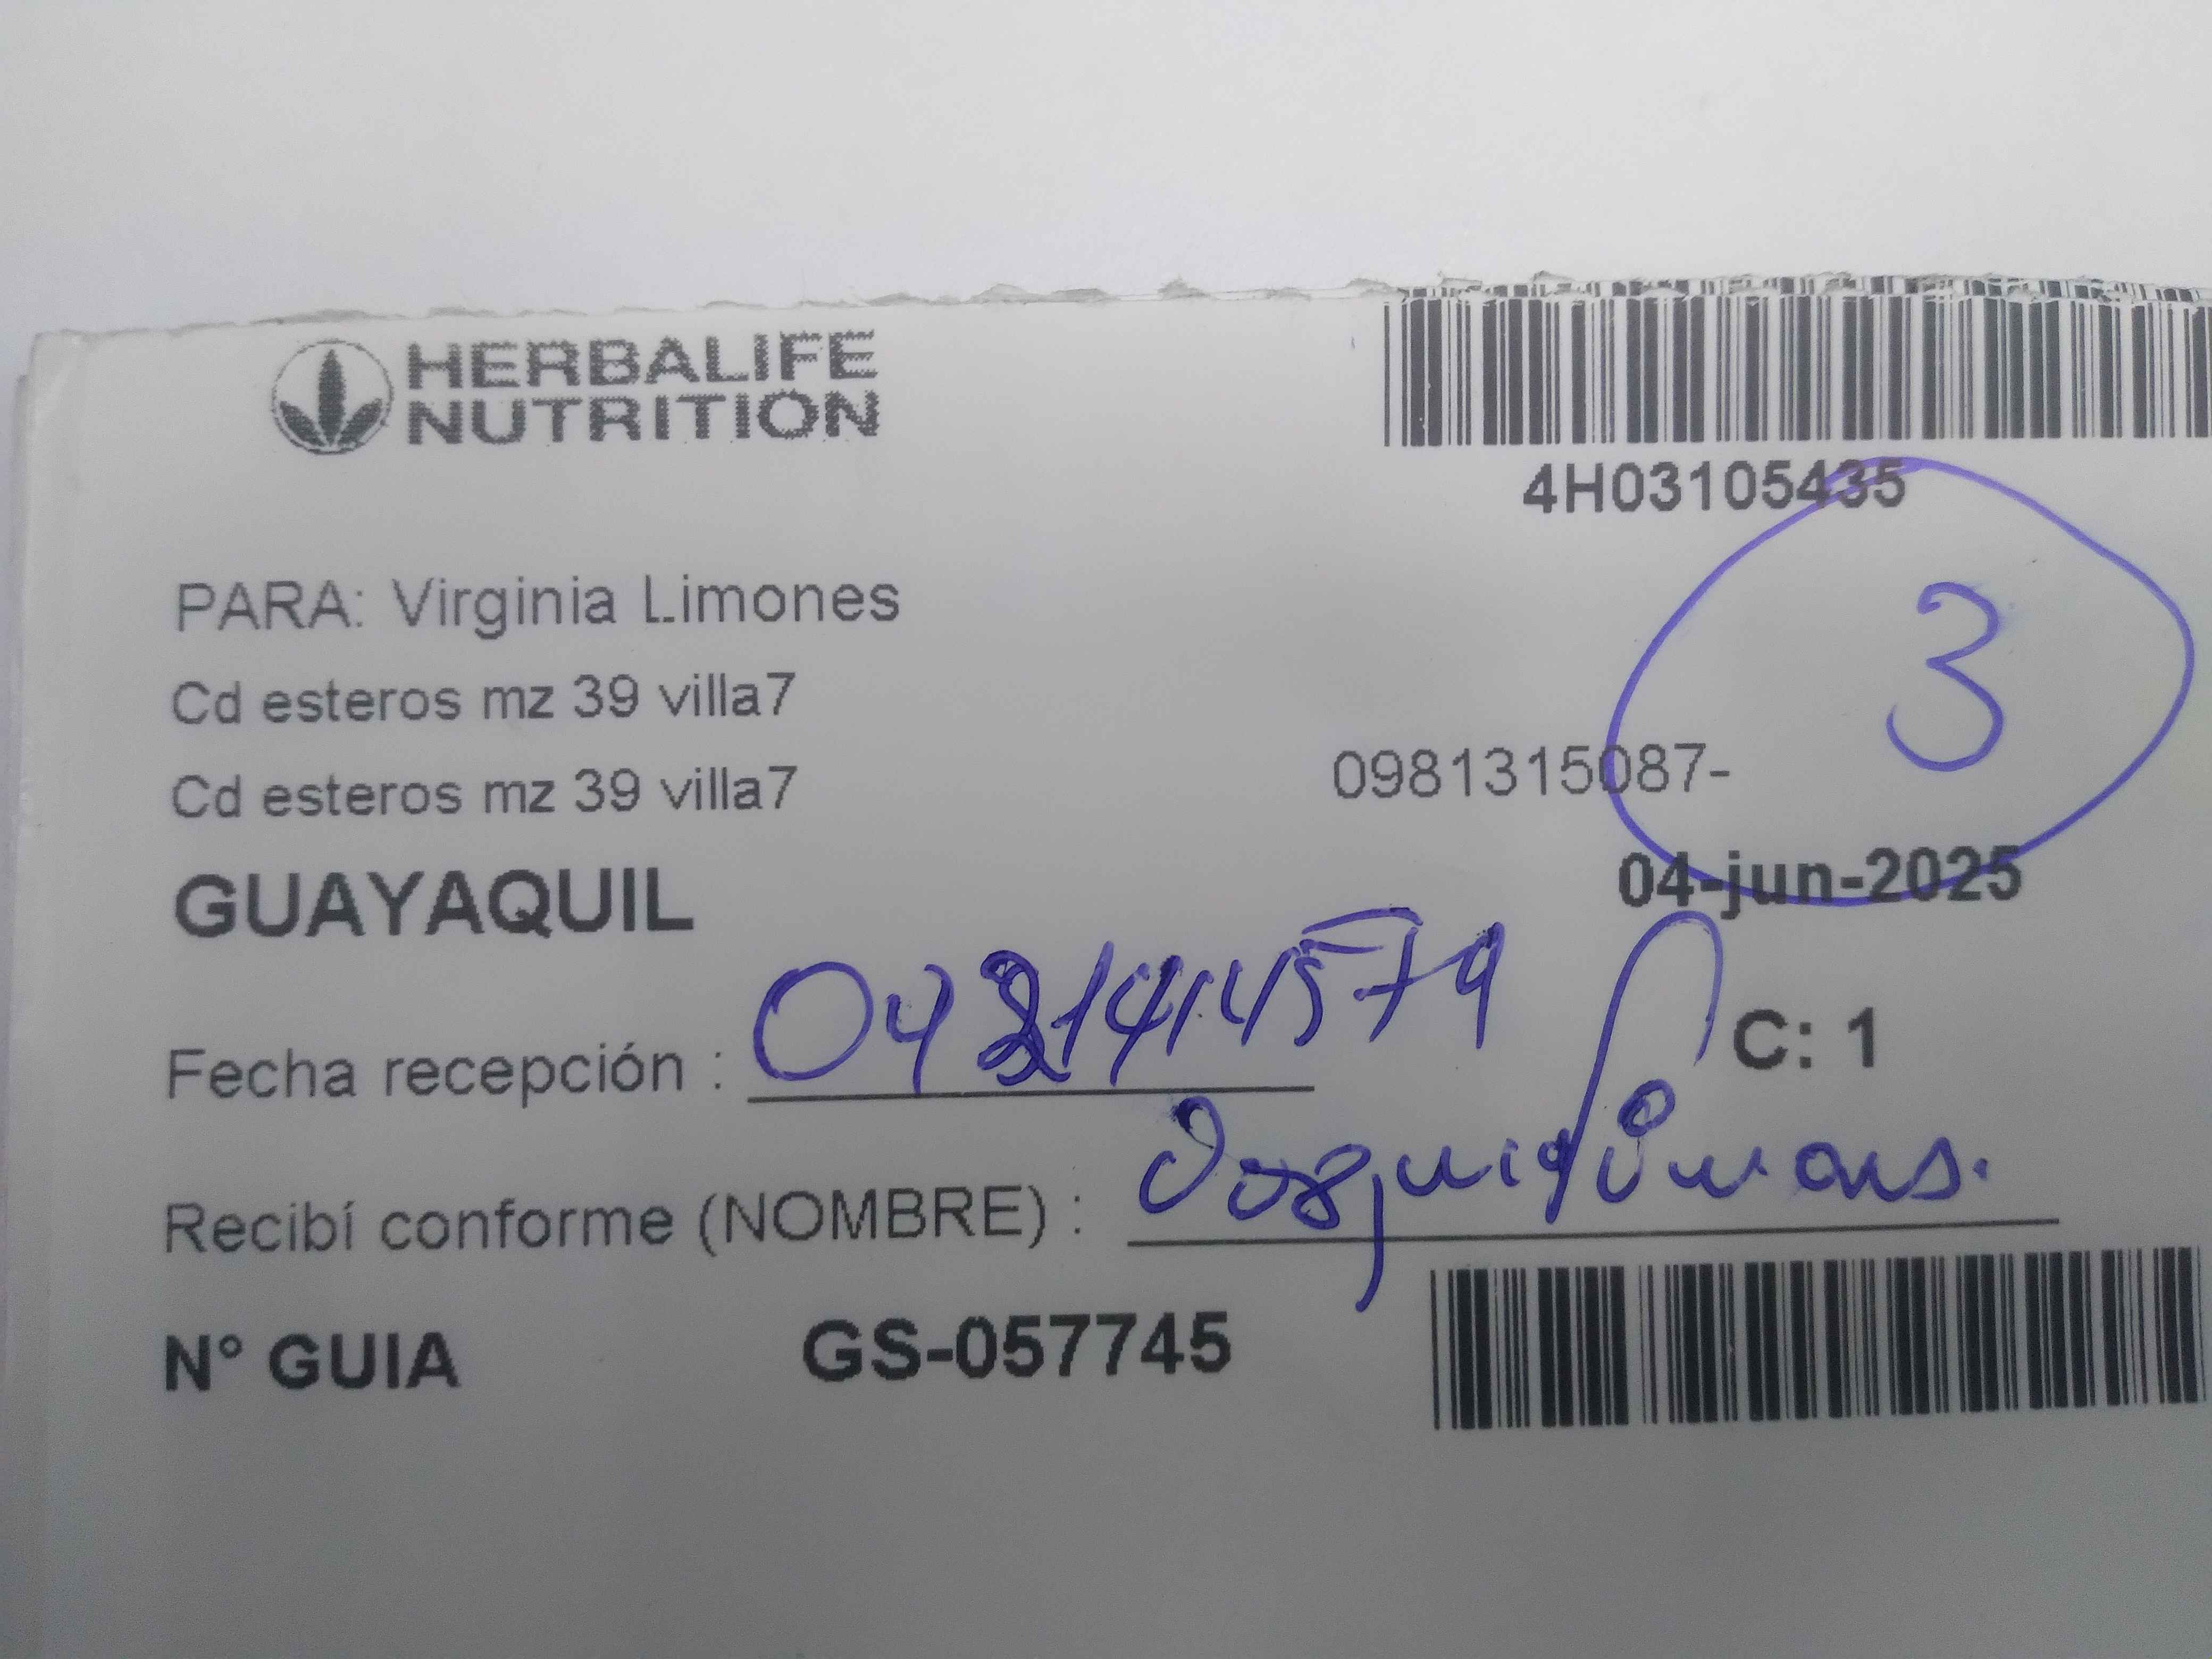 HERBALIFE
NUTRITION
4H03105435
PARA: Virginia Limones
3
Cd esteros mz 39 villa7
Cd esteros mz 39 villa7
0981315087-
GUAYAQUIL
04-jun-2025
C: 1
Fecha recepción :
Recibí conforme (NOMBRE) :
N° GUIA GS-057745